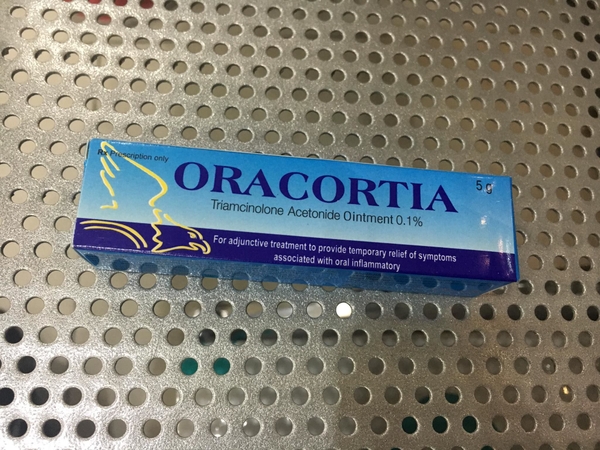 Rx Prescription only
ORACORTIA
5 g
Triamcinolone Acetonide Ointment 0.1%
For adjunctive treatment to provide temporary relief of symptoms
associated with oral inflammatory